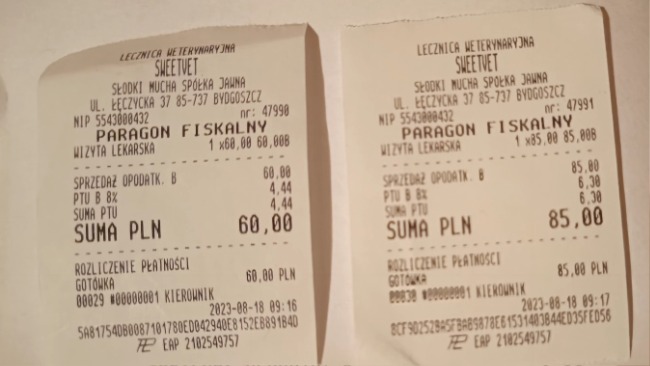 LECZNICA WETERYNARYJNA
SWEETVET
SŁODKI MUCHA SPÓŁKA JAWNA
UL. ŁĘCZYCKA 37 85-737 BYDGOSZCZ
NIP 5543000432 nr: 47990
PARAGON FISKALNY
WIZYTA LEKARSKA 1 x60,00 60,00B
SPRZEDAŻ OPODATK. B 60,00
PTU B 8% 4,44
SUMA PTU 4,44
SUMA PLN 60,00
ROZLICZENIE PŁATNOŚCI
GOTÓWKA 60,00 PLN
00029 #00000001 KIEROWNIK
2023-08-18 09:16
EAP 2102549757
LECZNICA WETERYNARYJNA
SWEETVET
SŁODKI MUCHA SPÓŁKA JAWNA
UL. ŁĘCZYCKA 37 85-737 BYDGOSZCZ
NIP 5543000432 nr: 47991
PARAGON FISKALNY
WIZYTA LEKARSKA 1 x85,00 85,00B
SPRZEDAŻ OPODATK. B 85,00
PTU B 8% 6,30
SUMA PTU 6,30
SUMA PLN 85,00
ROZLICZENIE PŁATNOŚCI
GOTÓWKA 85,00 PLN
00030 #00000001 KIEROWNIK
2023-08-18 09:17
EAP 2102549757